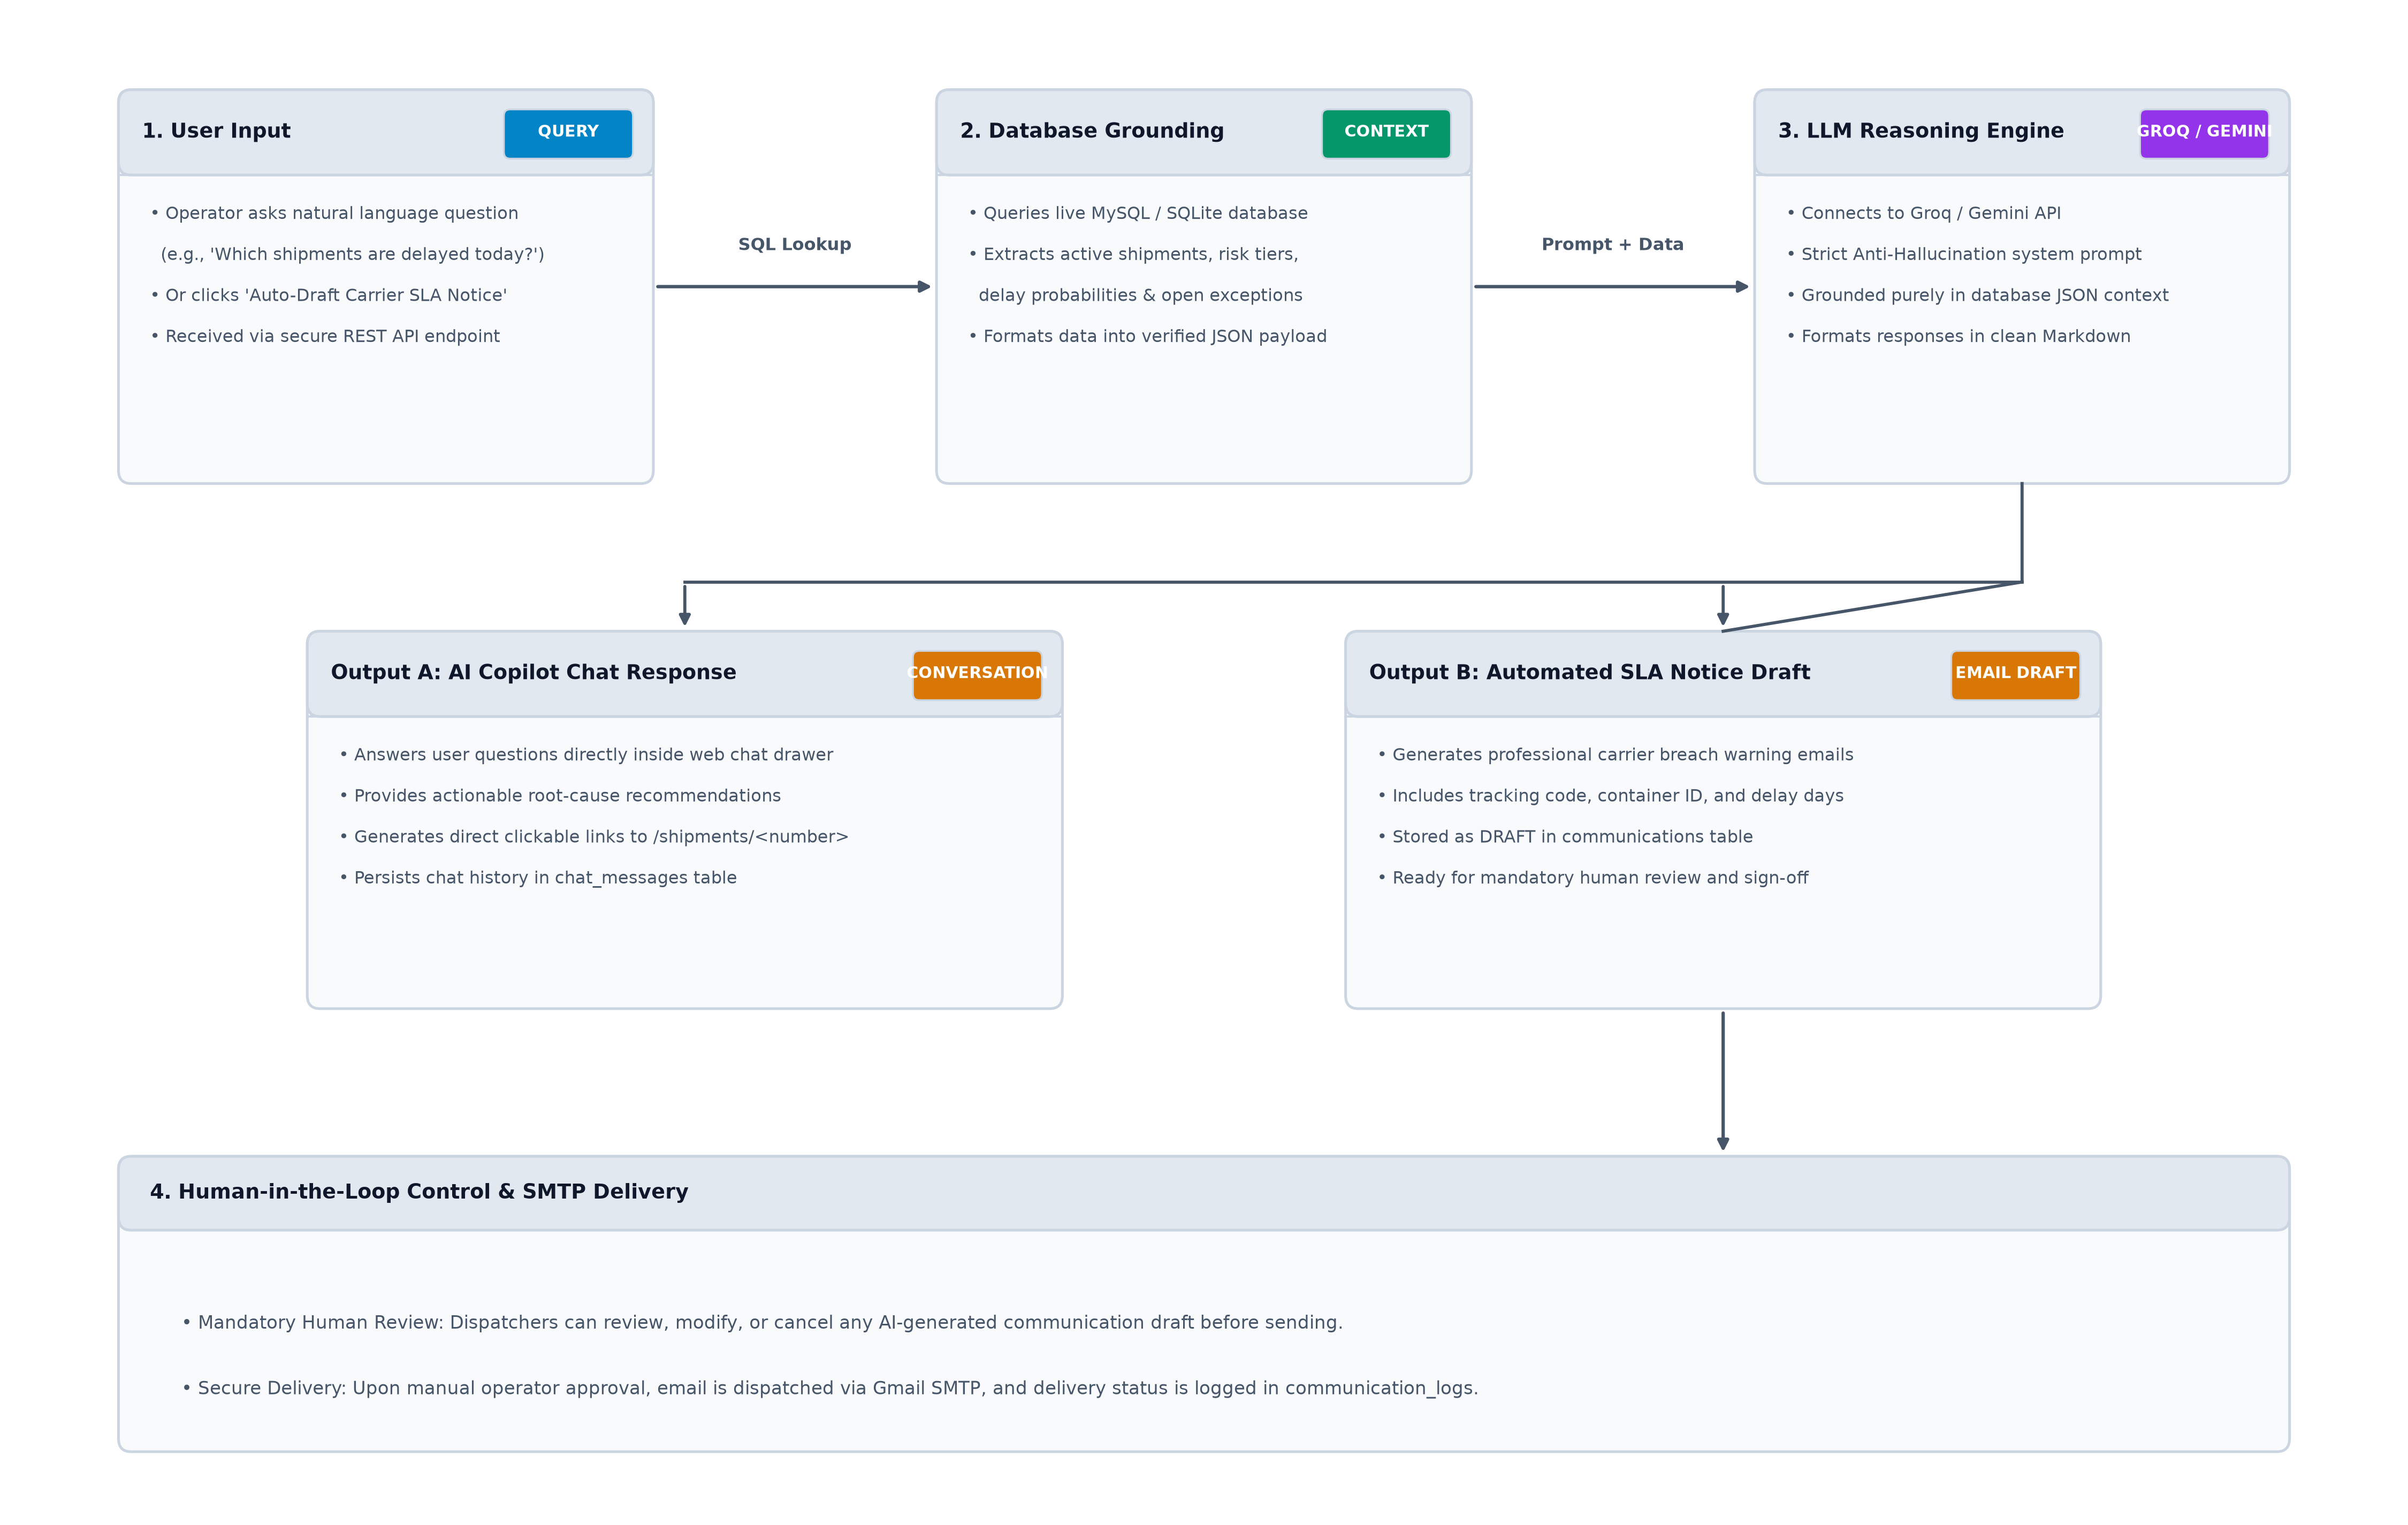 1. User Input
QUERY
• Operator asks natural language question
(e.g., 'Which shipments are delayed today?')
• Or clicks 'Auto-Draft Carrier SLA Notice'
• Received via secure REST API endpoint
SQL Lookup
2. Database Grounding
CONTEXT
• Queries live MySQL / SQLite database
• Extracts active shipments, risk tiers,
delay probabilities & open exceptions
• Formats data into verified JSON payload
Prompt + Data
3. LLM Reasoning Engine
GROQ / GEMINI
• Connects to Groq / Gemini API
• Strict Anti-Hallucination system prompt
• Grounded purely in database JSON context
• Formats responses in clean Markdown
Output A: AI Copilot Chat Response
CONVERSATION
• Answers user questions directly inside web chat drawer
• Provides actionable root-cause recommendations
• Generates direct clickable links to /shipments/<number>
• Persists chat history in chat_messages table
Output B: Automated SLA Notice Draft
EMAIL DRAFT
• Generates professional carrier breach warning emails
• Includes tracking code, container ID, and delay days
• Stored as DRAFT in communications table
• Ready for mandatory human review and sign-off
4. Human-in-the-Loop Control & SMTP Delivery
• Mandatory Human Review: Dispatchers can review, modify, or cancel any AI-generated communication draft before sending.
• Secure Delivery: Upon manual operator approval, email is dispatched via Gmail SMTP, and delivery status is logged in communication_logs.